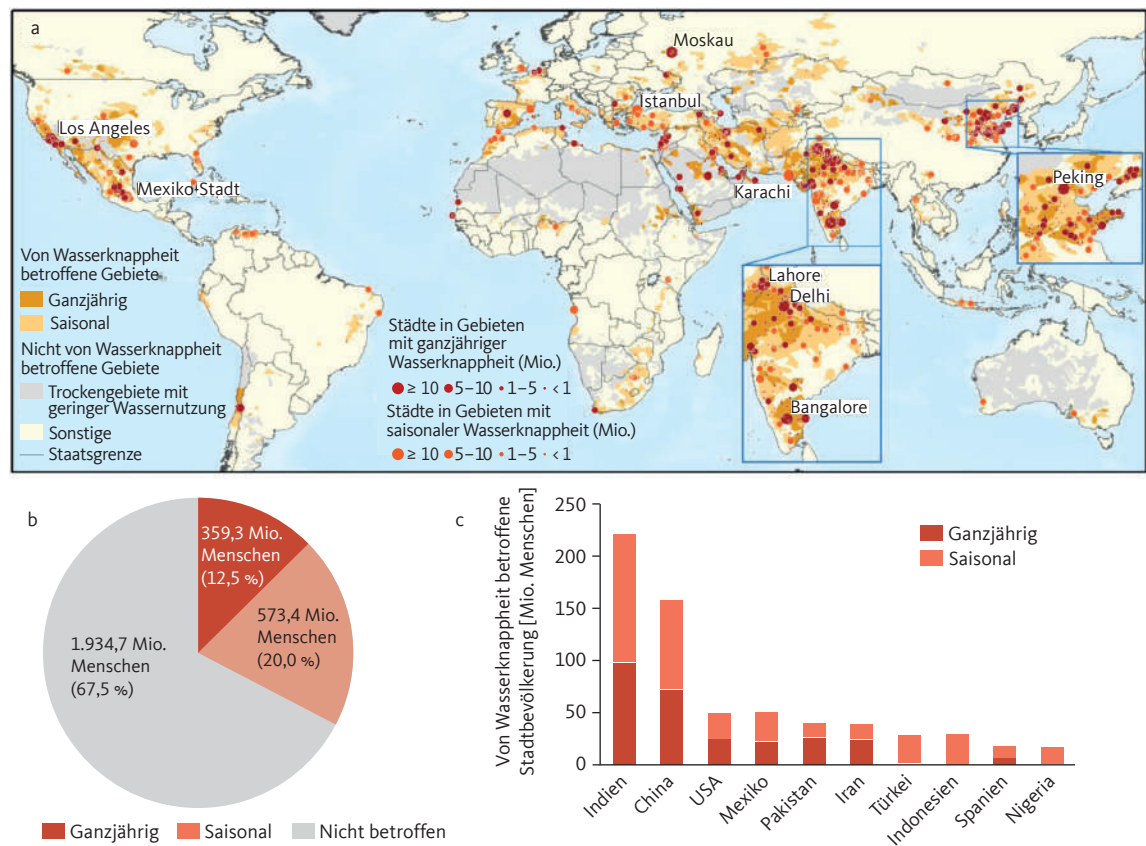 a
Moskau
Istanbul
Los Angeles
Mexiko-Stadt
Karachi
Peking
Lahore
Delhi
Bangalore
Von Wasserknappheit
betroffene Gebiete
Ganzjährig
Saisonal
Nicht von Wasserknappheit
betroffene Gebiete
Trockengebiete mit
geringer Wassernutzung
Sonstige
Staatsgrenze
Städte in Gebieten
mit ganzjähriger
Wasserknappheit (Mio.)
≥ 10 5–10 1–5 < 1
Städte in Gebieten mit
saisonaler Wasserknappheit (Mio.)
≥ 10 5–10 1–5 < 1
b
359,3 Mio.
Menschen
(12,5 %)
573,4 Mio.
Menschen
(20,0 %)
1.934,7 Mio.
Menschen
(67,5 %)
Ganzjährig Saisonal Nicht betroffen
c
Von Wasserknappheit betroffene
Stadtbevölkerung [Mio. Menschen]
250
200
150
100
50
0
Ganzjährig
Saisonal
Indien
China
USA
Mexiko
Pakistan
Iran
Türkei
Indonesien
Spanien
Nigeria